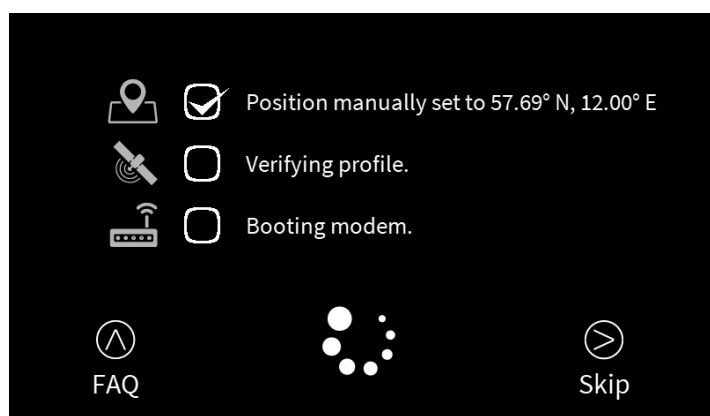 Position manually set to 57.69° N, 12.00° E
Verifying profile.
Booting modem.
FAQ
Skip